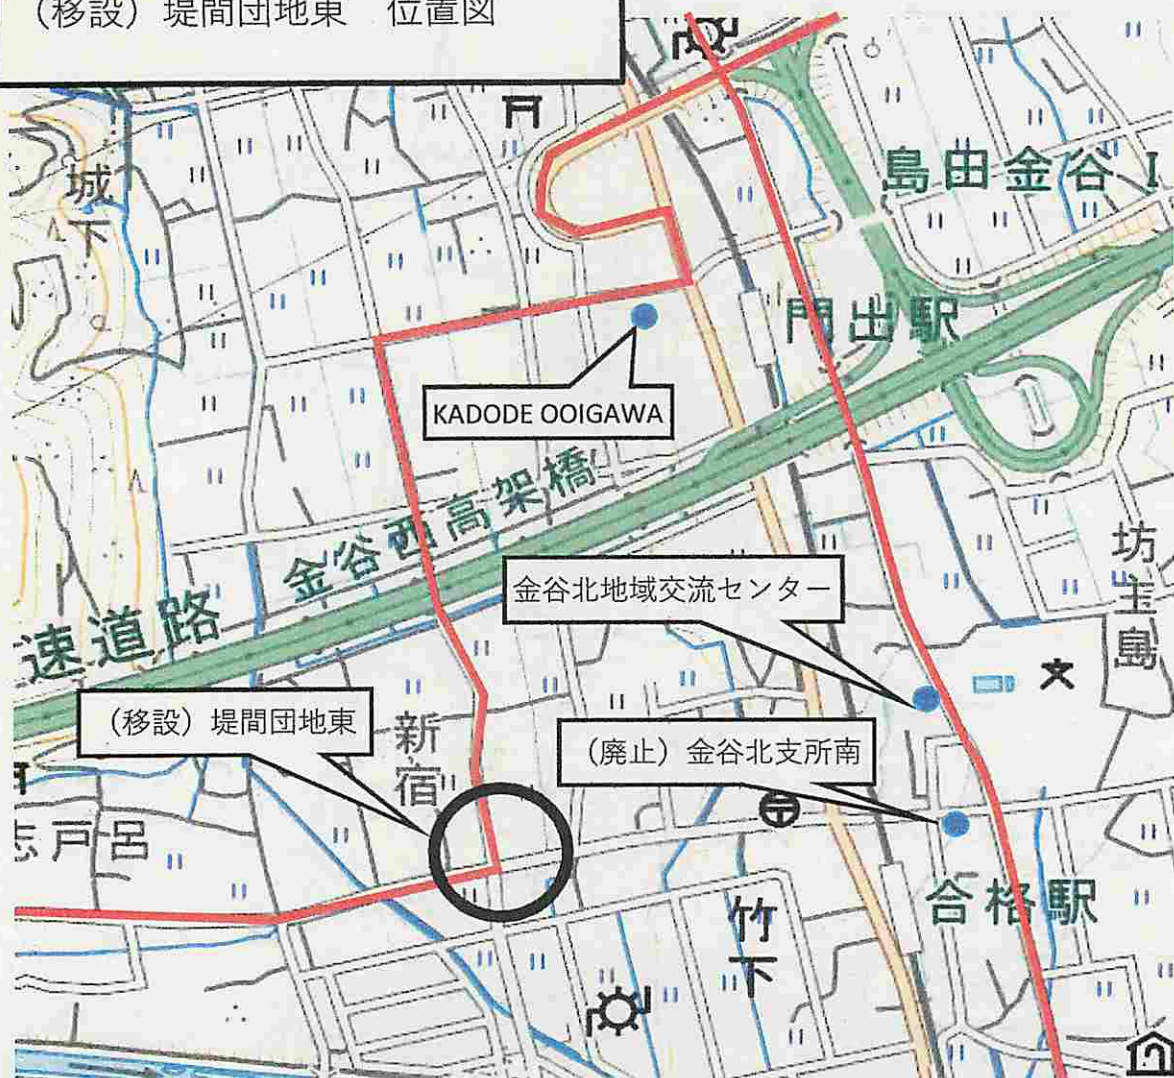 （移設）堤間団地東　位置図
城下
島田金谷I
門出駅
KADODE OOIGAWA
金谷西高架橋
金谷北地域交流センター
坊主島
速道路
（移設）堤間団地東
新宿
（廃止）金谷北支所南
志戸呂
合格駅
竹下